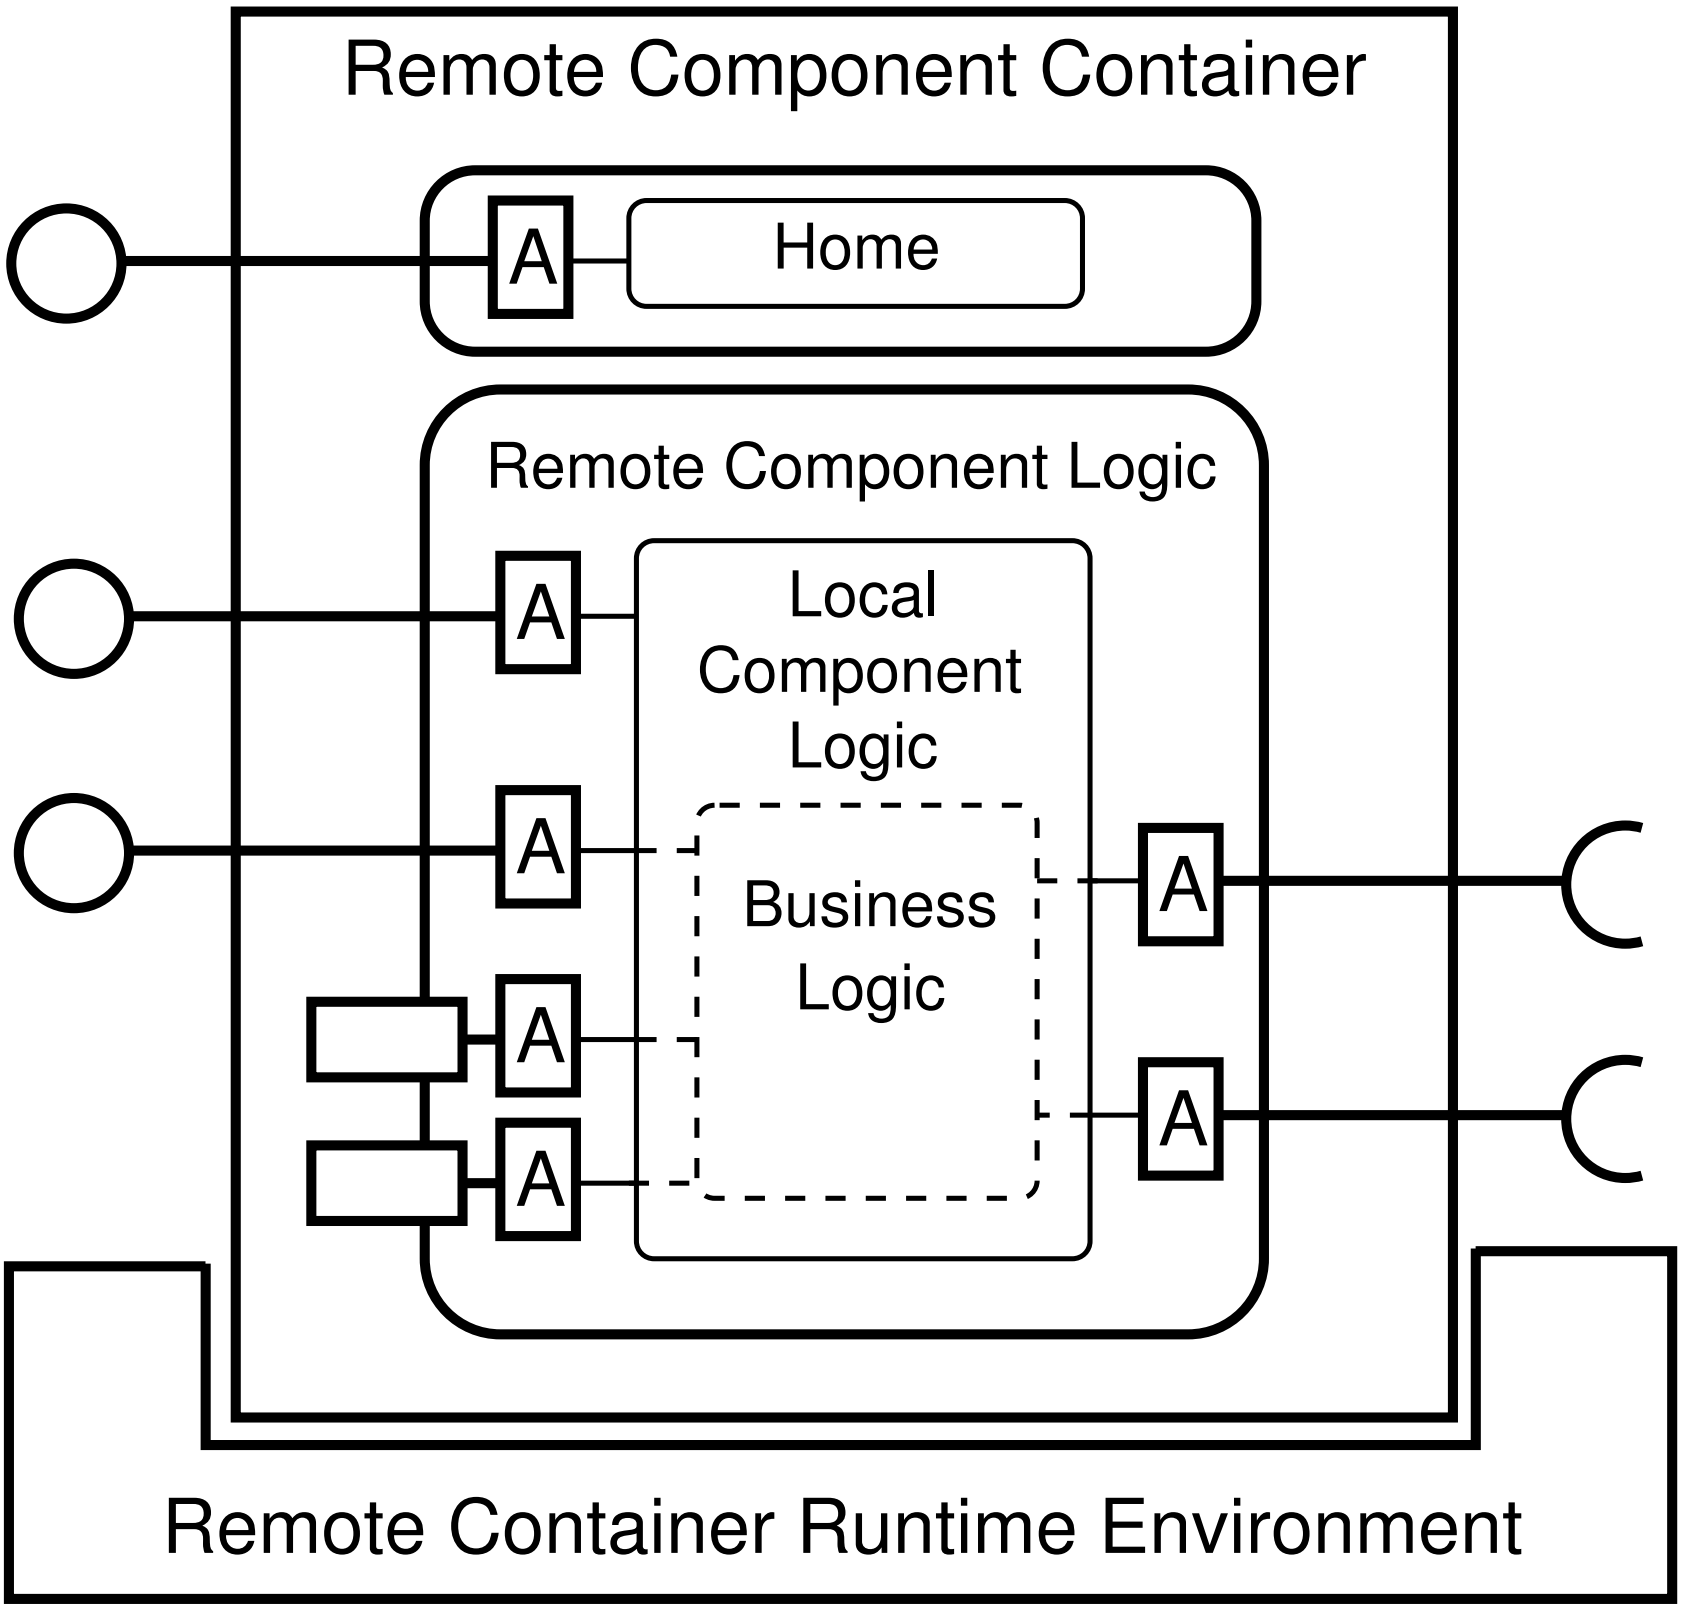 Remote Component Container
A
Home
Remote Component Logic
A
Local
Component
Logic
A
Business
Logic
A
A
A
A
Remote Container Runtime Environment